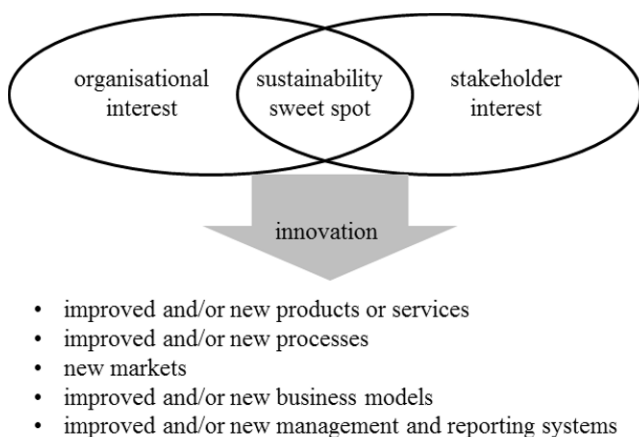 organisational
interest
sustainability
sweet spot
stakeholder
interest
innovation
• improved and/or new products or services
• improved and/or new processes
• new markets
• improved and/or new business models
• improved and/or new management and reporting systems